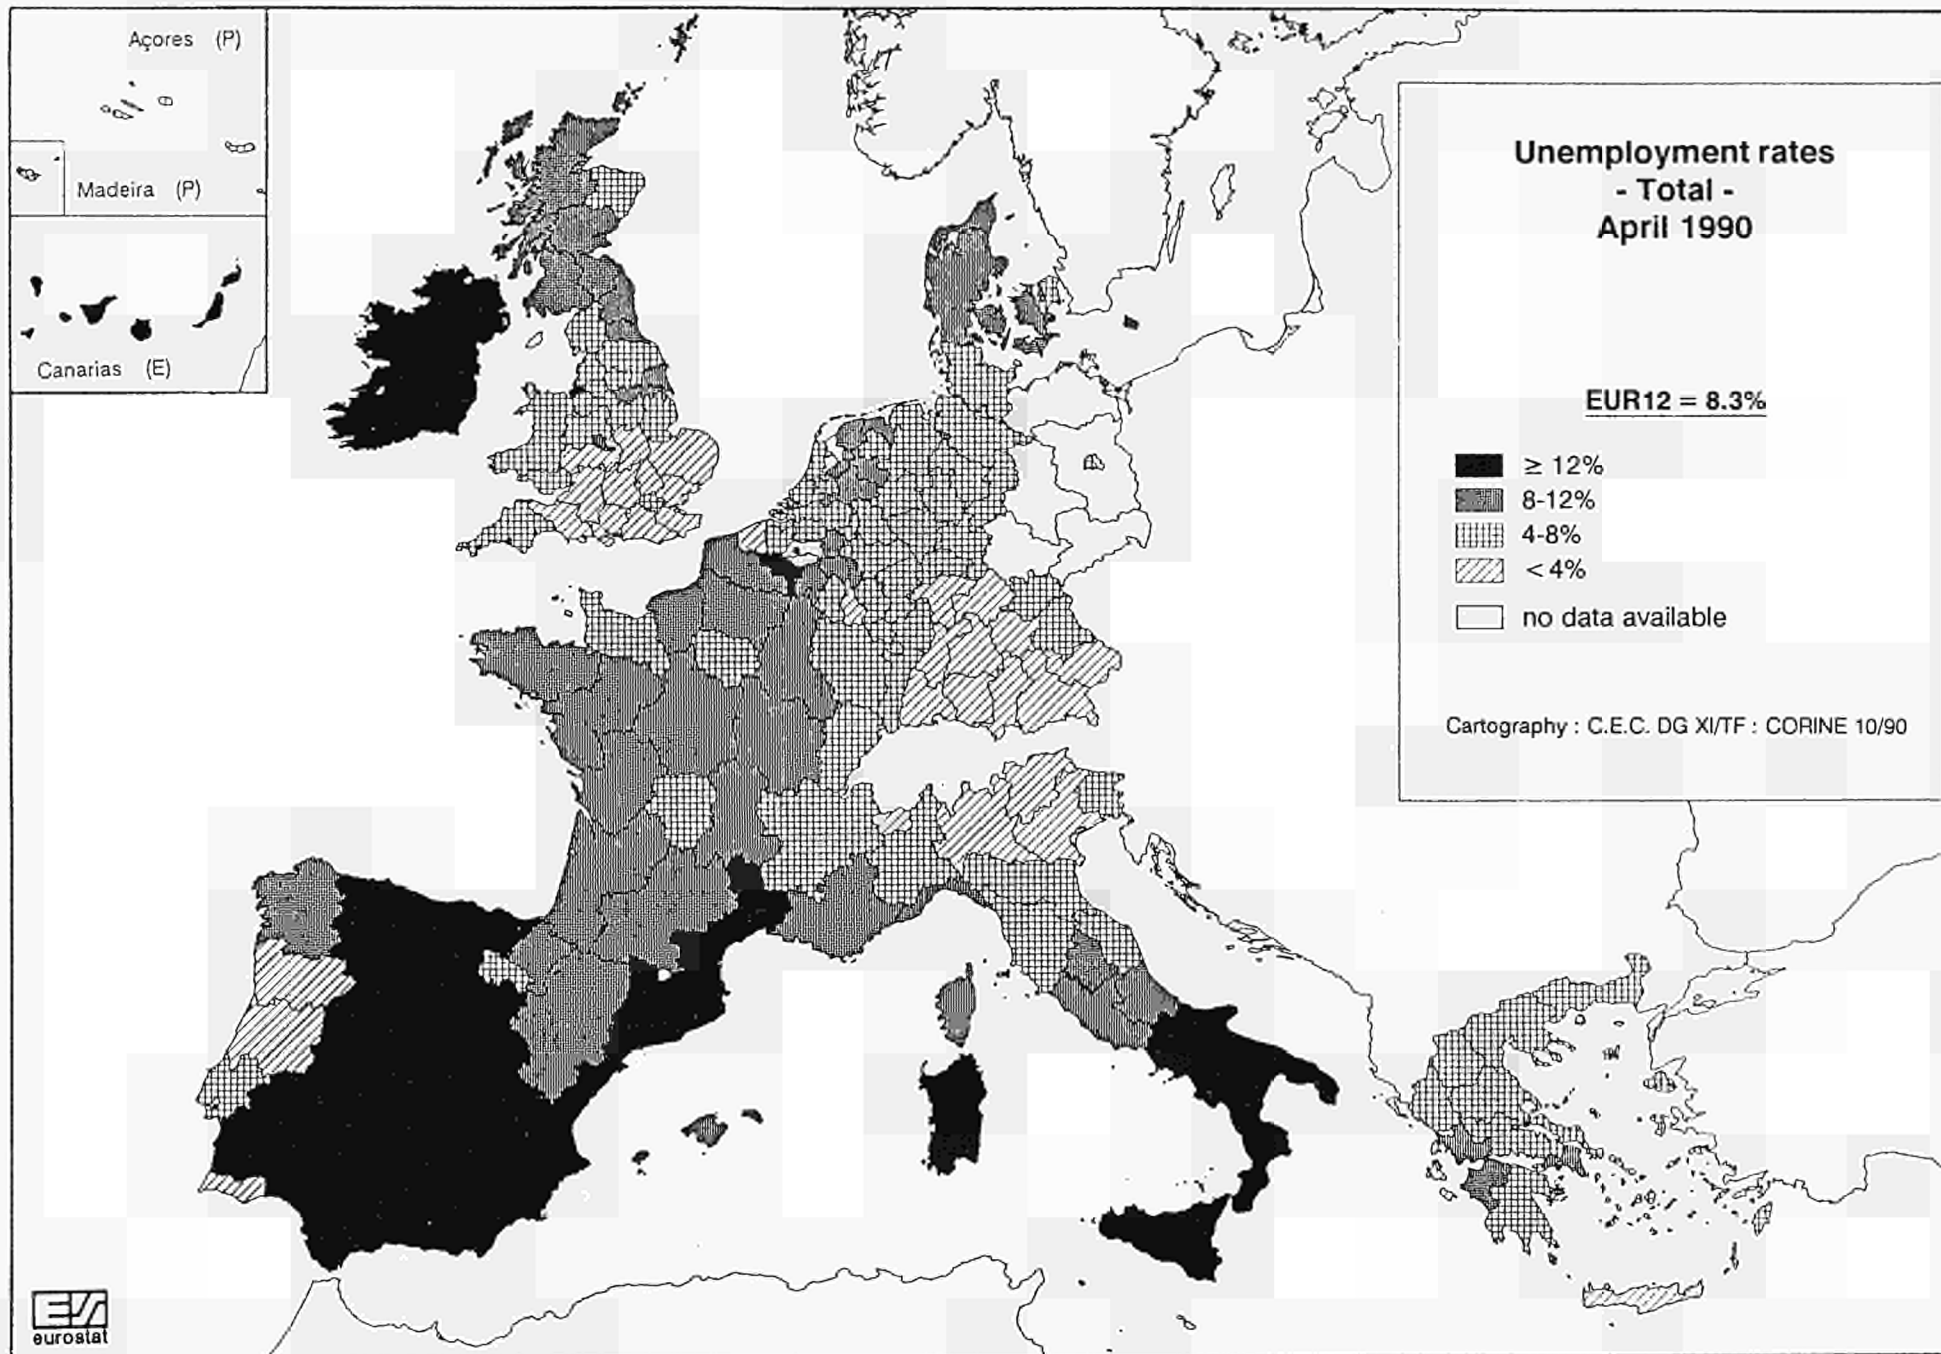 Açores (P)
Madeira (P)
Canarias (E)
Unemployment rates
- Total -
April 1990
EUR12 = 8.3%
≥ 12%
8-12%
4-8%
< 4%
no data available
Cartography : C.E.C. DG XI/TF : CORINE 10/90
eurostat